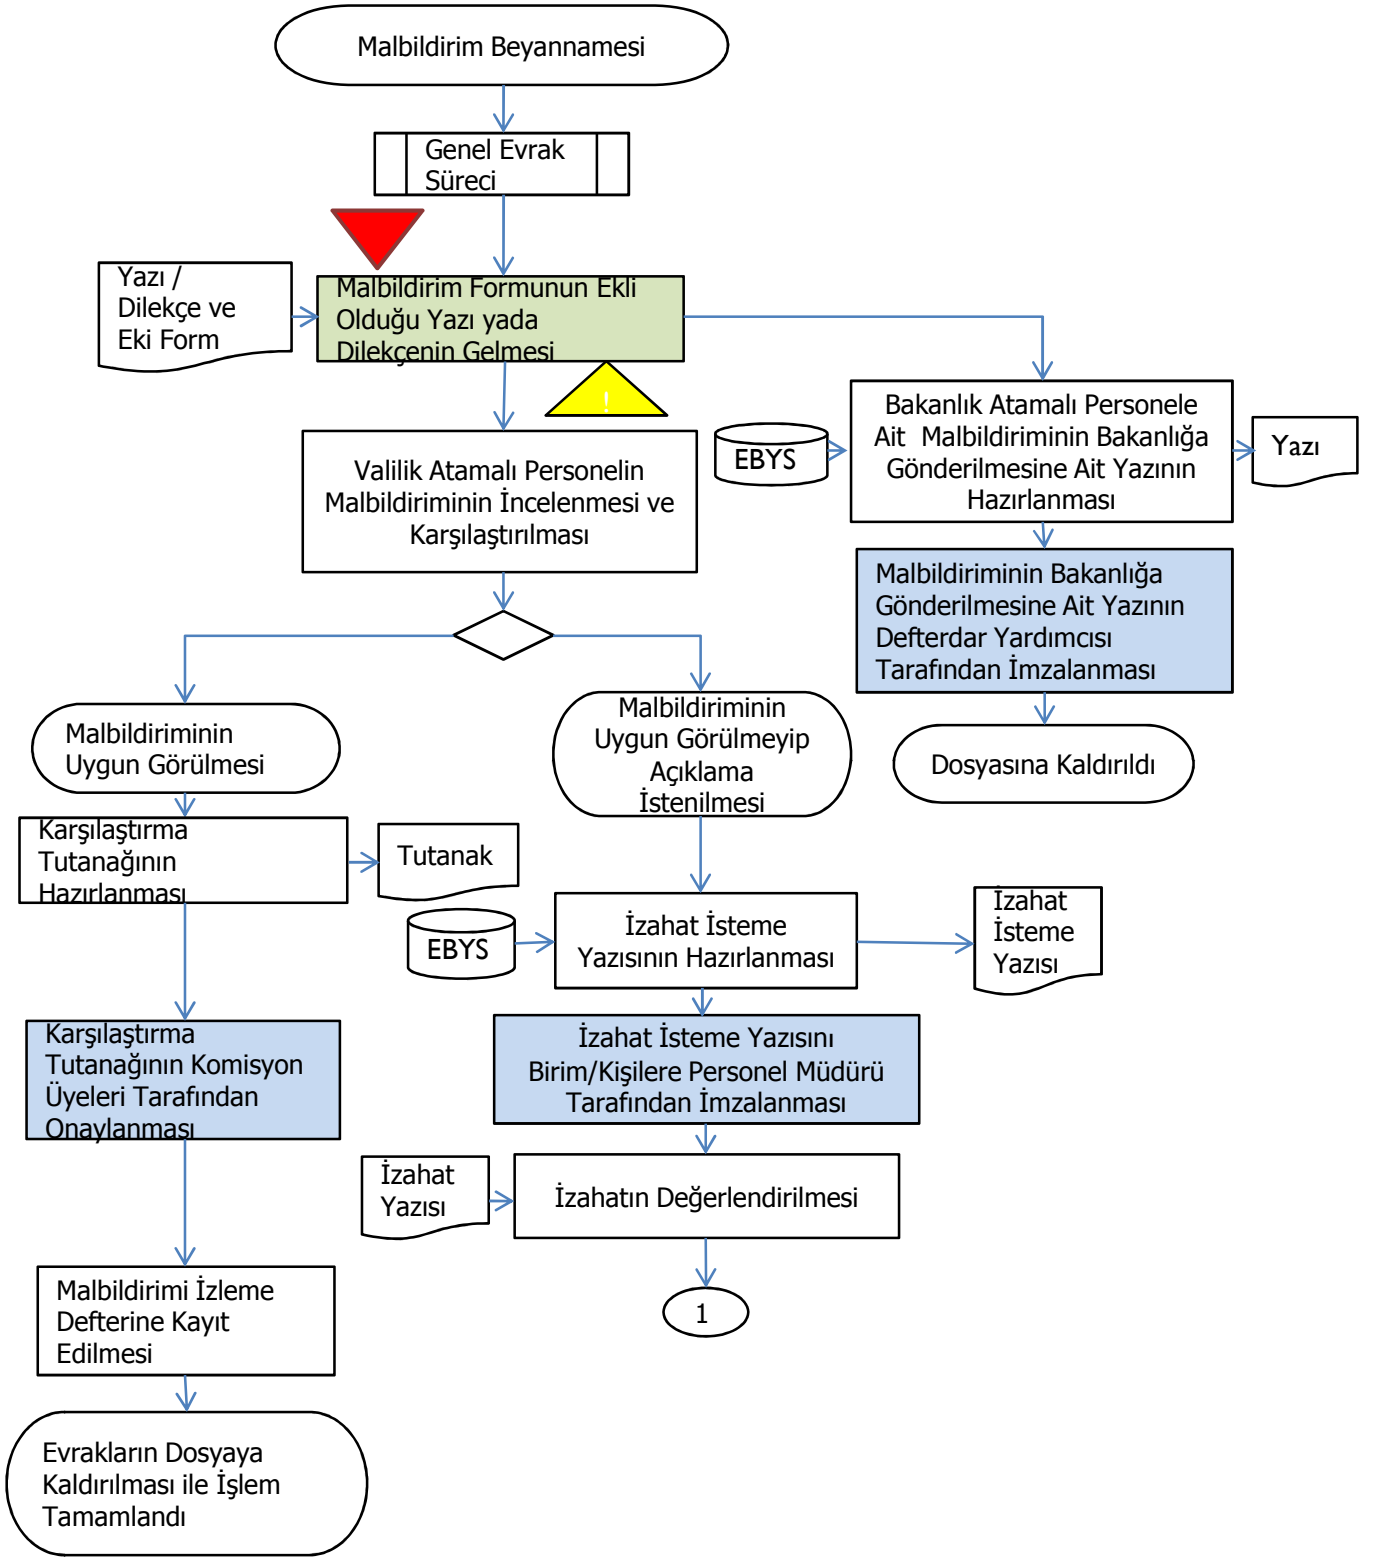 Malbildirim Beyannamesi
Genel Evrak
Süreci
Yazı /
Dilekçe ve
Eki Form
Malbildirim Formunun Ekli
Olduğu Yazı yada
Dilekçenin Gelmesi
!
Valilik Atamalı Personelin
Malbildiriminin İncelenmesi ve
Karşılaştırılması
EBYS
Bakanlık Atamalı Personele
Ait Malbildiriminin Bakanlığa
Gönderilmesine Ait Yazının
Hazırlanması
Yazı
Malbildiriminin Bakanlığa
Gönderilmesine Ait Yazının
Defterdar Yardımcısı
Tarafından İmzalanması
Dosyasına Kaldırıldı
Malbildiriminin
Uygun Görülmesi
Malbildiriminin
Uygun Görülmeyip
Açıklama
İstenilmesi
Karşılaştırma
Tutanağının
Hazırlanması
Tutanak
EBYS
İzahat İsteme
Yazısının Hazırlanması
İzahat
İsteme
Yazısı
Karşılaştırma
Tutanağının Komisyon
Üyeleri Tarafından
Onaylanması
İzahat İsteme Yazısını
Birim/Kişilere Personel Müdürü
Tarafından İmzalanması
İzahat
Yazısı
İzahatın Değerlendirilmesi
1
Malbildirimi İzleme
Defterine Kayıt
Edilmesi
Evrakların Dosyaya
Kaldırılması ile İşlem
Tamamlandı